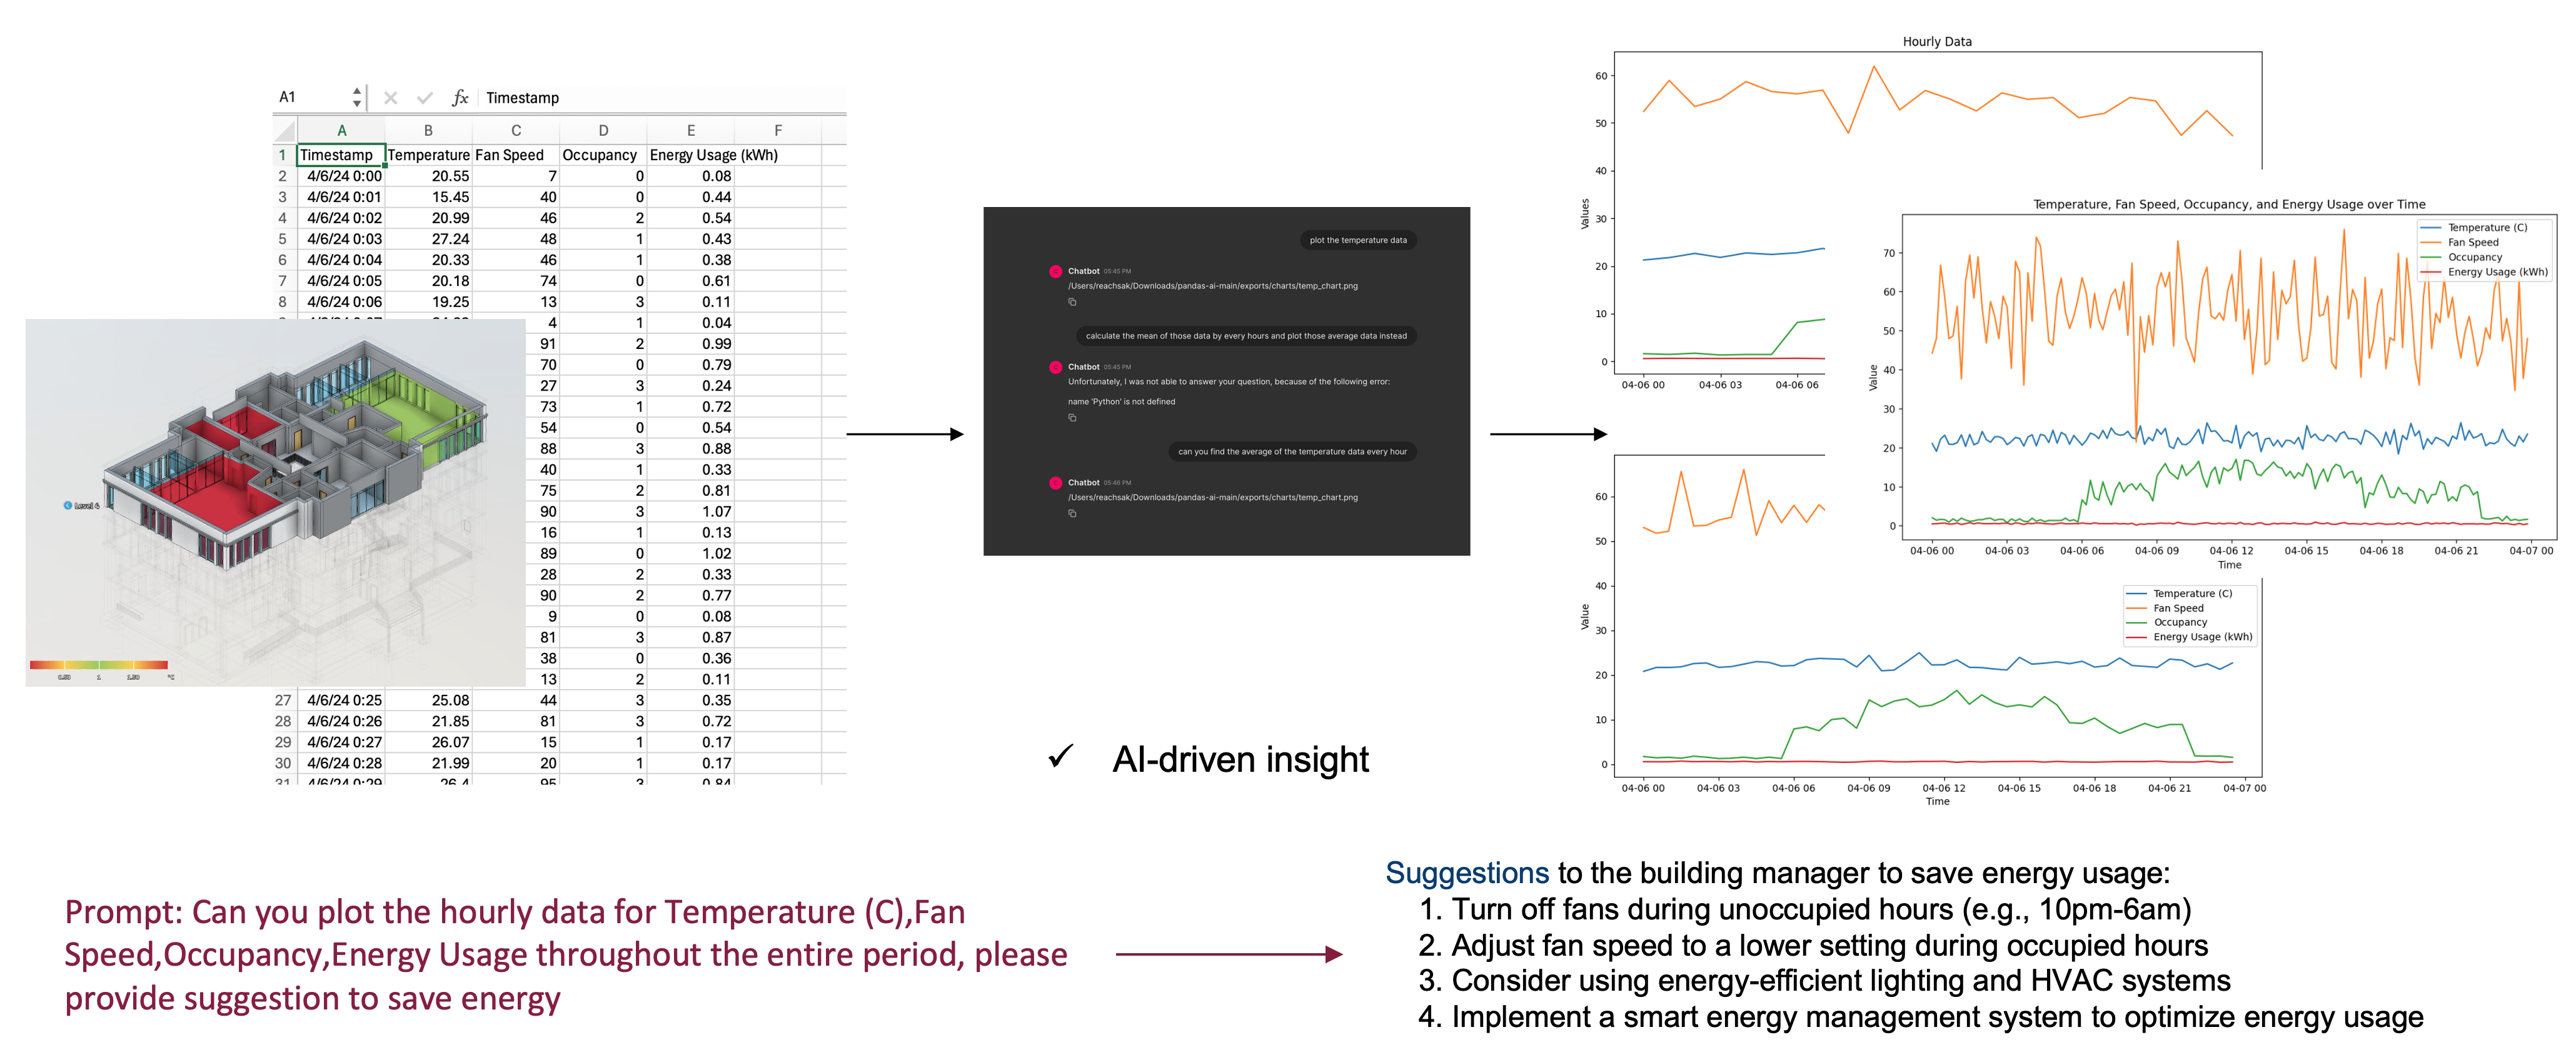 A1 fx Timestamp
A B C D E F
1 Timestamp Temperature Fan Speed Occupancy Energy Usage (kWh)
2 4/6/24 0:00 20.55 7 0 0.08
3 4/6/24 0:01 15.45 40 0 0.44
4 4/6/24 0:02 20.99 46 2 0.54
5 4/6/24 0:03 27.24 48 1 0.43
6 4/6/24 0:04 20.33 46 1 0.38
7 4/6/24 0:05 20.18 74 0 0.61
8 4/6/24 0:06 19.25 13 3 0.11
4 1 0.04
91 2 0.99
70 0 0.79
27 3 0.24
73 1 0.72
54 0 0.54
88 3 0.88
40 1 0.33
75 2 0.81
90 3 1.07
16 1 0.13
89 0 1.02
28 2 0.33
90 2 0.77
9 0 0.08
81 3 0.87
38 0 0.36
13 2 0.11
27 4/6/24 0:25 25.08 44 3 0.35
28 4/6/24 0:26 21.85 81 3 0.72
29 4/6/24 0:27 26.07 15 1 0.17
30 4/6/24 0:28 21.99 20 1 0.17
31 4/6/24 0:29 26.4 95 3 0.84
Level 4
1
°C
plot the temperature data
Chatbot 05:45 PM
/Users/reachsak/Downloads/pandas-ai-main/exports/charts/temp_chart.png
calculate the mean of those data by every hours and plot those average data instead
Chatbot 05:45 PM
Unfortunately, I was not able to answer your question, because of the following error:
name 'Python' is not defined
can you find the average of the temperature data every hour
Chatbot 05:46 PM
/Users/reachsak/Downloads/pandas-ai-main/exports/charts/temp_chart.png
✓ AI-driven insight
Hourly Data
Values
60
50
40
30
20
10
0
04-06 00 04-06 03 04-06 06
Temperature, Fan Speed, Occupancy, and Energy Usage over Time
Temperature (C)
Fan Speed
Occupancy
Energy Usage (kWh)
Value
70
60
50
40
30
20
10
0
04-06 00 04-06 03 04-06 06 04-06 09 04-06 12 04-06 15 04-06 18 04-06 21 04-07 00
Time
Temperature (C)
Fan Speed
Occupancy
Energy Usage (kWh)
Value
60
50
40
30
20
10
0
04-06 00 04-06 03 04-06 06 04-06 09 04-06 12 04-06 15 04-06 18 04-06 21 04-07 00
Time
Prompt: Can you plot the hourly data for Temperature (C),Fan
Speed,Occupancy,Energy Usage throughout the entire period, please
provide suggestion to save energy
Suggestions to the building manager to save energy usage:
1. Turn off fans during unoccupied hours (e.g., 10pm-6am)
2. Adjust fan speed to a lower setting during occupied hours
3. Consider using energy-efficient lighting and HVAC systems
4. Implement a smart energy management system to optimize energy usage